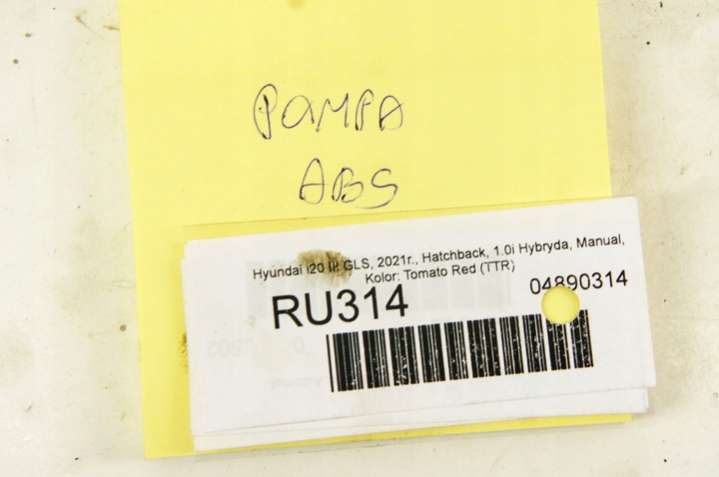 POMPA
ABS
Hyundai i20 III GLS, 2021r., Hatchback, 1.0i Hybryda, Manual,
Kolor: Tomato Red (TTR)
RU314
04890314